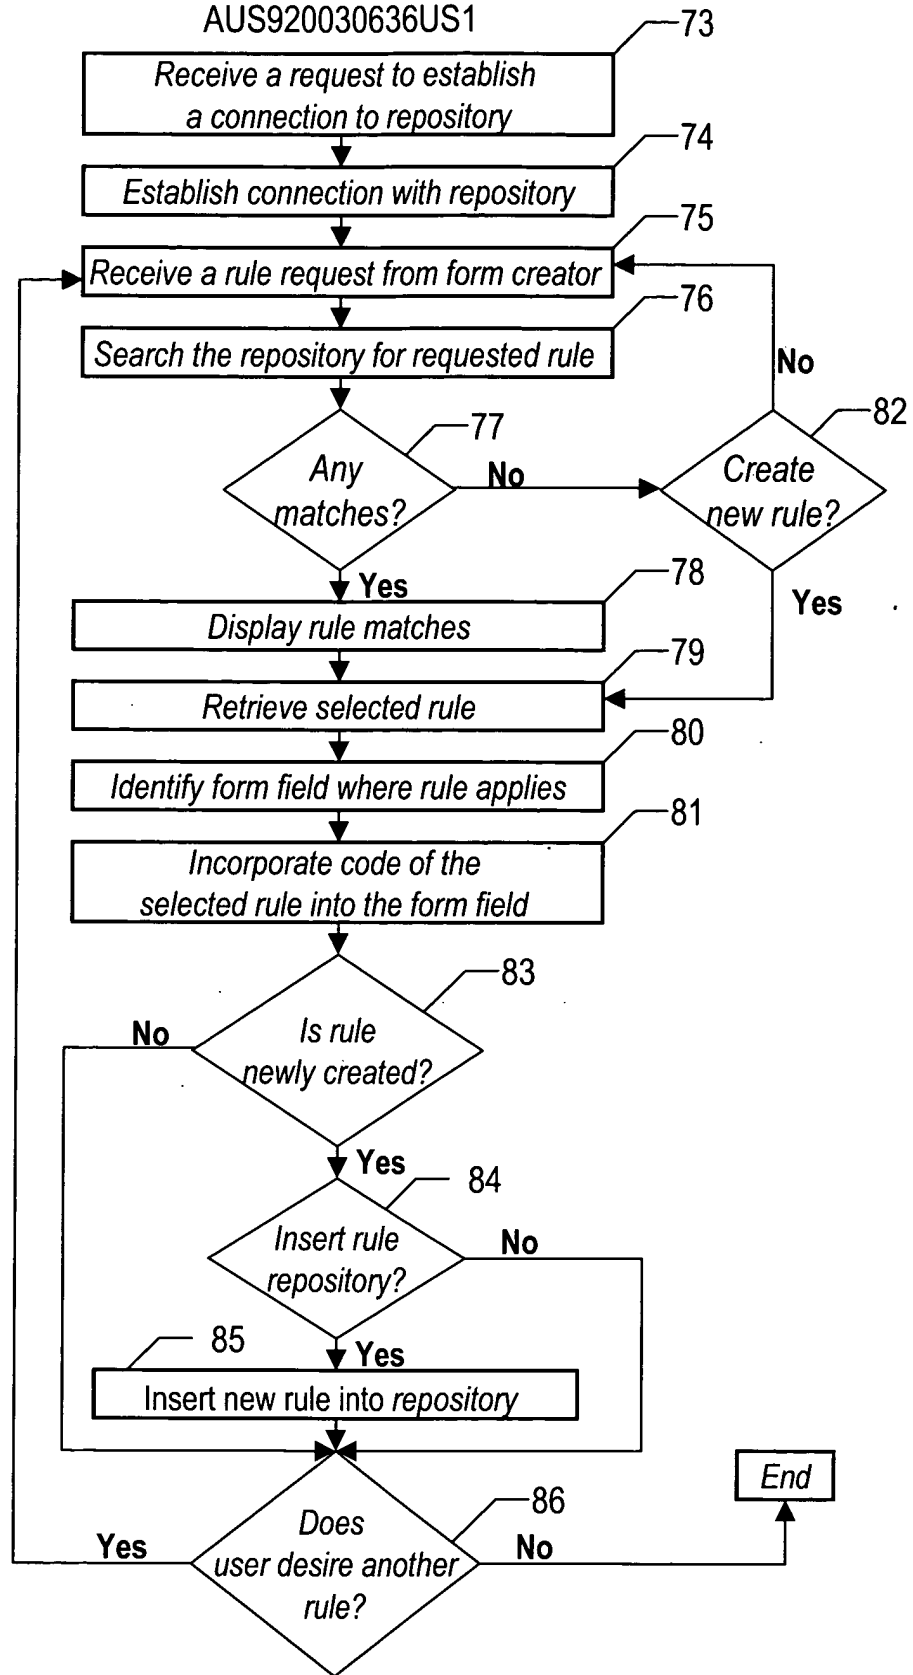 AUS920030636US1
73
Receive a request to establish
a connection to repository
74
Establish connection with repository
75
Receive a rule request from form creator
76
Search the repository for requested rule
No
82
77
Any
matches?
No
Create
new rule?
Yes
78
Yes
Display rule matches
79
Retrieve selected rule
80
Identify form field where rule applies
81
Incorporate code of the
selected rule into the form field
83
No
Is rule
newly created?
Yes
84
Insert rule
repository?
No
85
Yes
Insert new rule into repository
End
86
Does
user desire another
rule?
Yes
No